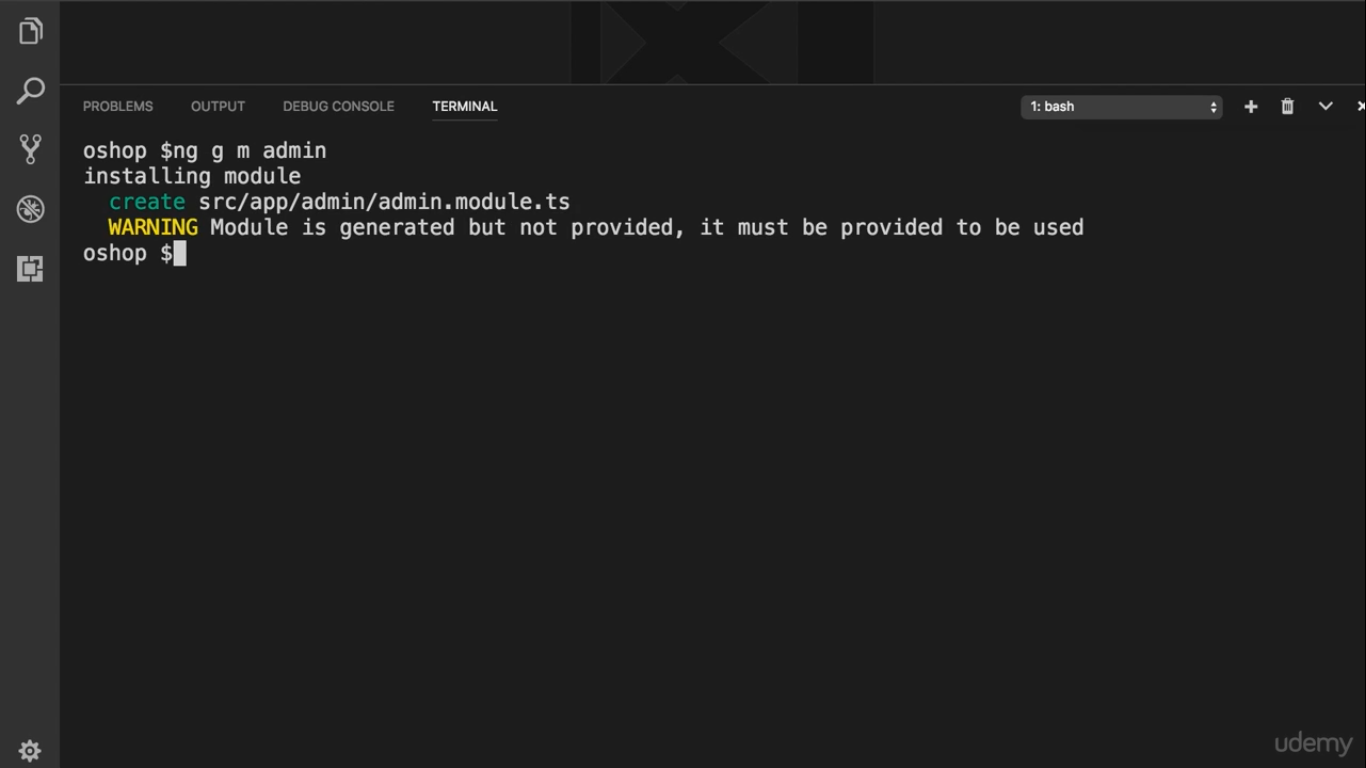 PROBLEMS OUTPUT DEBUG CONSOLE TERMINAL 1: bash
oshop $ng g m admin
installing module
create src/app/admin/admin.module.ts
WARNING Module is generated but not provided, it must be provided to be used
oshop $
udemy